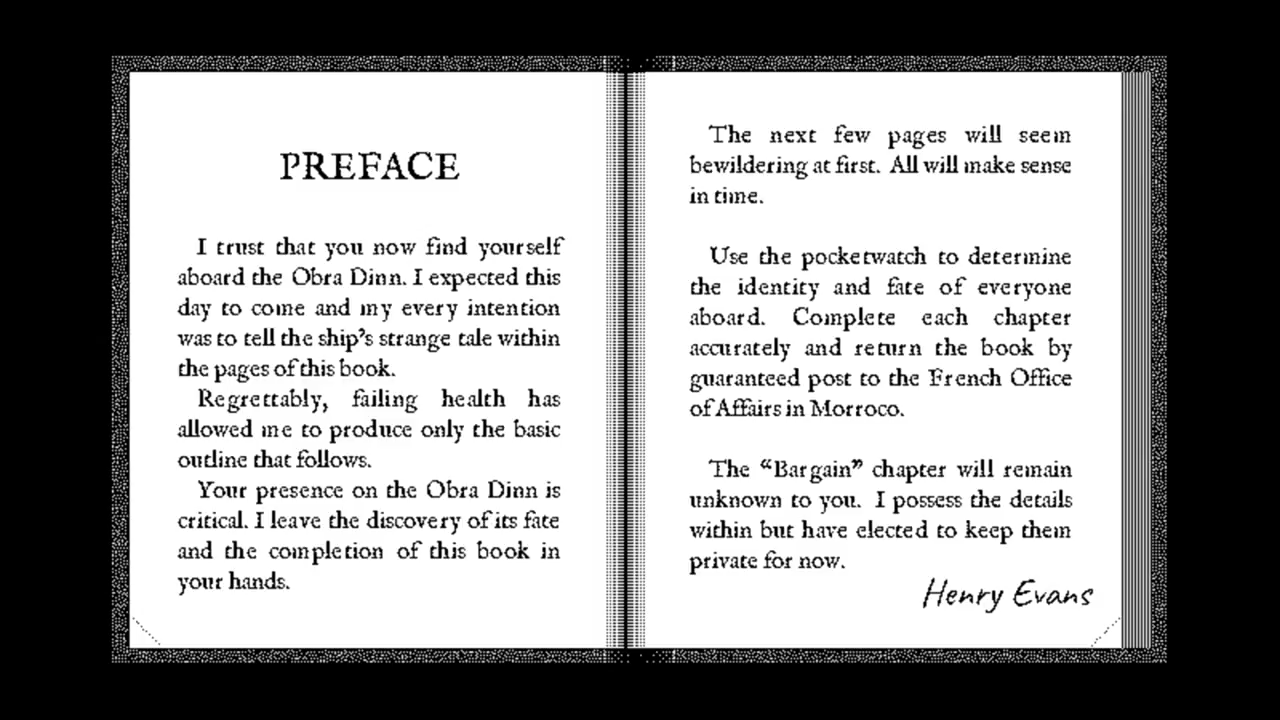 PREFACE
I trust that you now find yourself
aboard the Obra Dinn. I expected this
day to come and my every intention
was to tell the ship's strange tale within
the pages of this book.
Regrettably, failing health has
allowed me to produce only the basic
outline that follows.
Your presence on the Obra Dinn is
critical. I leave the discovery of its fate
and the completion of this book in
your hands.
The next few pages will seem
bewildering at first. All will make sense
in time.
Use the pocketwatch to determine
the identity and fate of everyone
aboard. Complete each chapter
accurately and return the book by
guaranteed post to the French Office
of Affairs in Morroco.
The “Bargain” chapter will remain
unknown to you. I possess the details
within but have elected to keep them
private for now.
Henry Evans